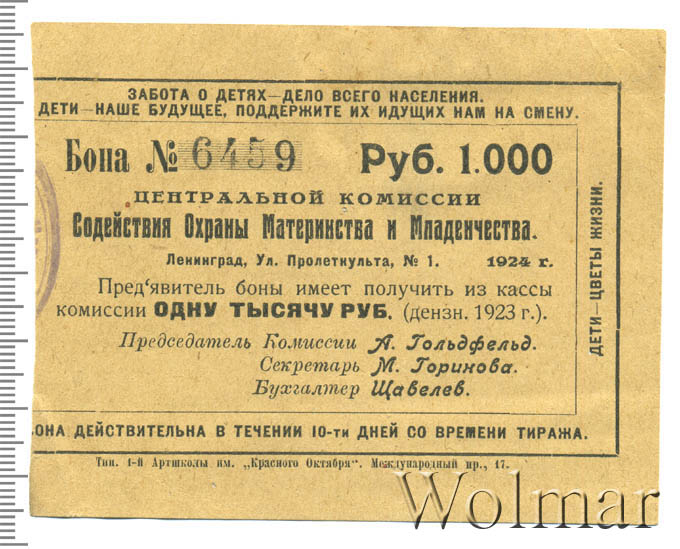 ЗАБОТА О ДЕТЯХ—ДЕЛО ВСЕГО НАСЕЛЕНИЯ.
ДЕТИ—НАШЕ БУДУЩЕЕ, ПОДДЕРЖИТЕ ИХ ИДУЩИХ НАМ НА СМЕНУ.
Бона № 6459 Руб. 1.000
ЦЕНТРАЛЬНОЙ КОМИССИИ
Содействия Охраны Материнства и Младенчества.
Ленинград, Ул. Пролеткульта, № 1. 1924 г.
Пред'явитель боны имеет получить из кассы
комиссии ОДНУ ТЫСЯЧУ РУБ. (дензн. 1923 г.).
Председатель Комиссии А. Гольдфельд.
Секретарь М. Горинова.
Бухгалтер Щавелев.
ДЕТИ—ЦВЕТЫ ЖИЗНИ.
ОНА ДЕЙСТВИТЕЛЬНА В ТЕЧЕНИИ 10-ти ДНЕЙ СО ВРЕМЕНИ ТИРАЖА.
Тип. 1-й Артшколы им. „Красного Октября". Международный пр., 17.
Wolmar